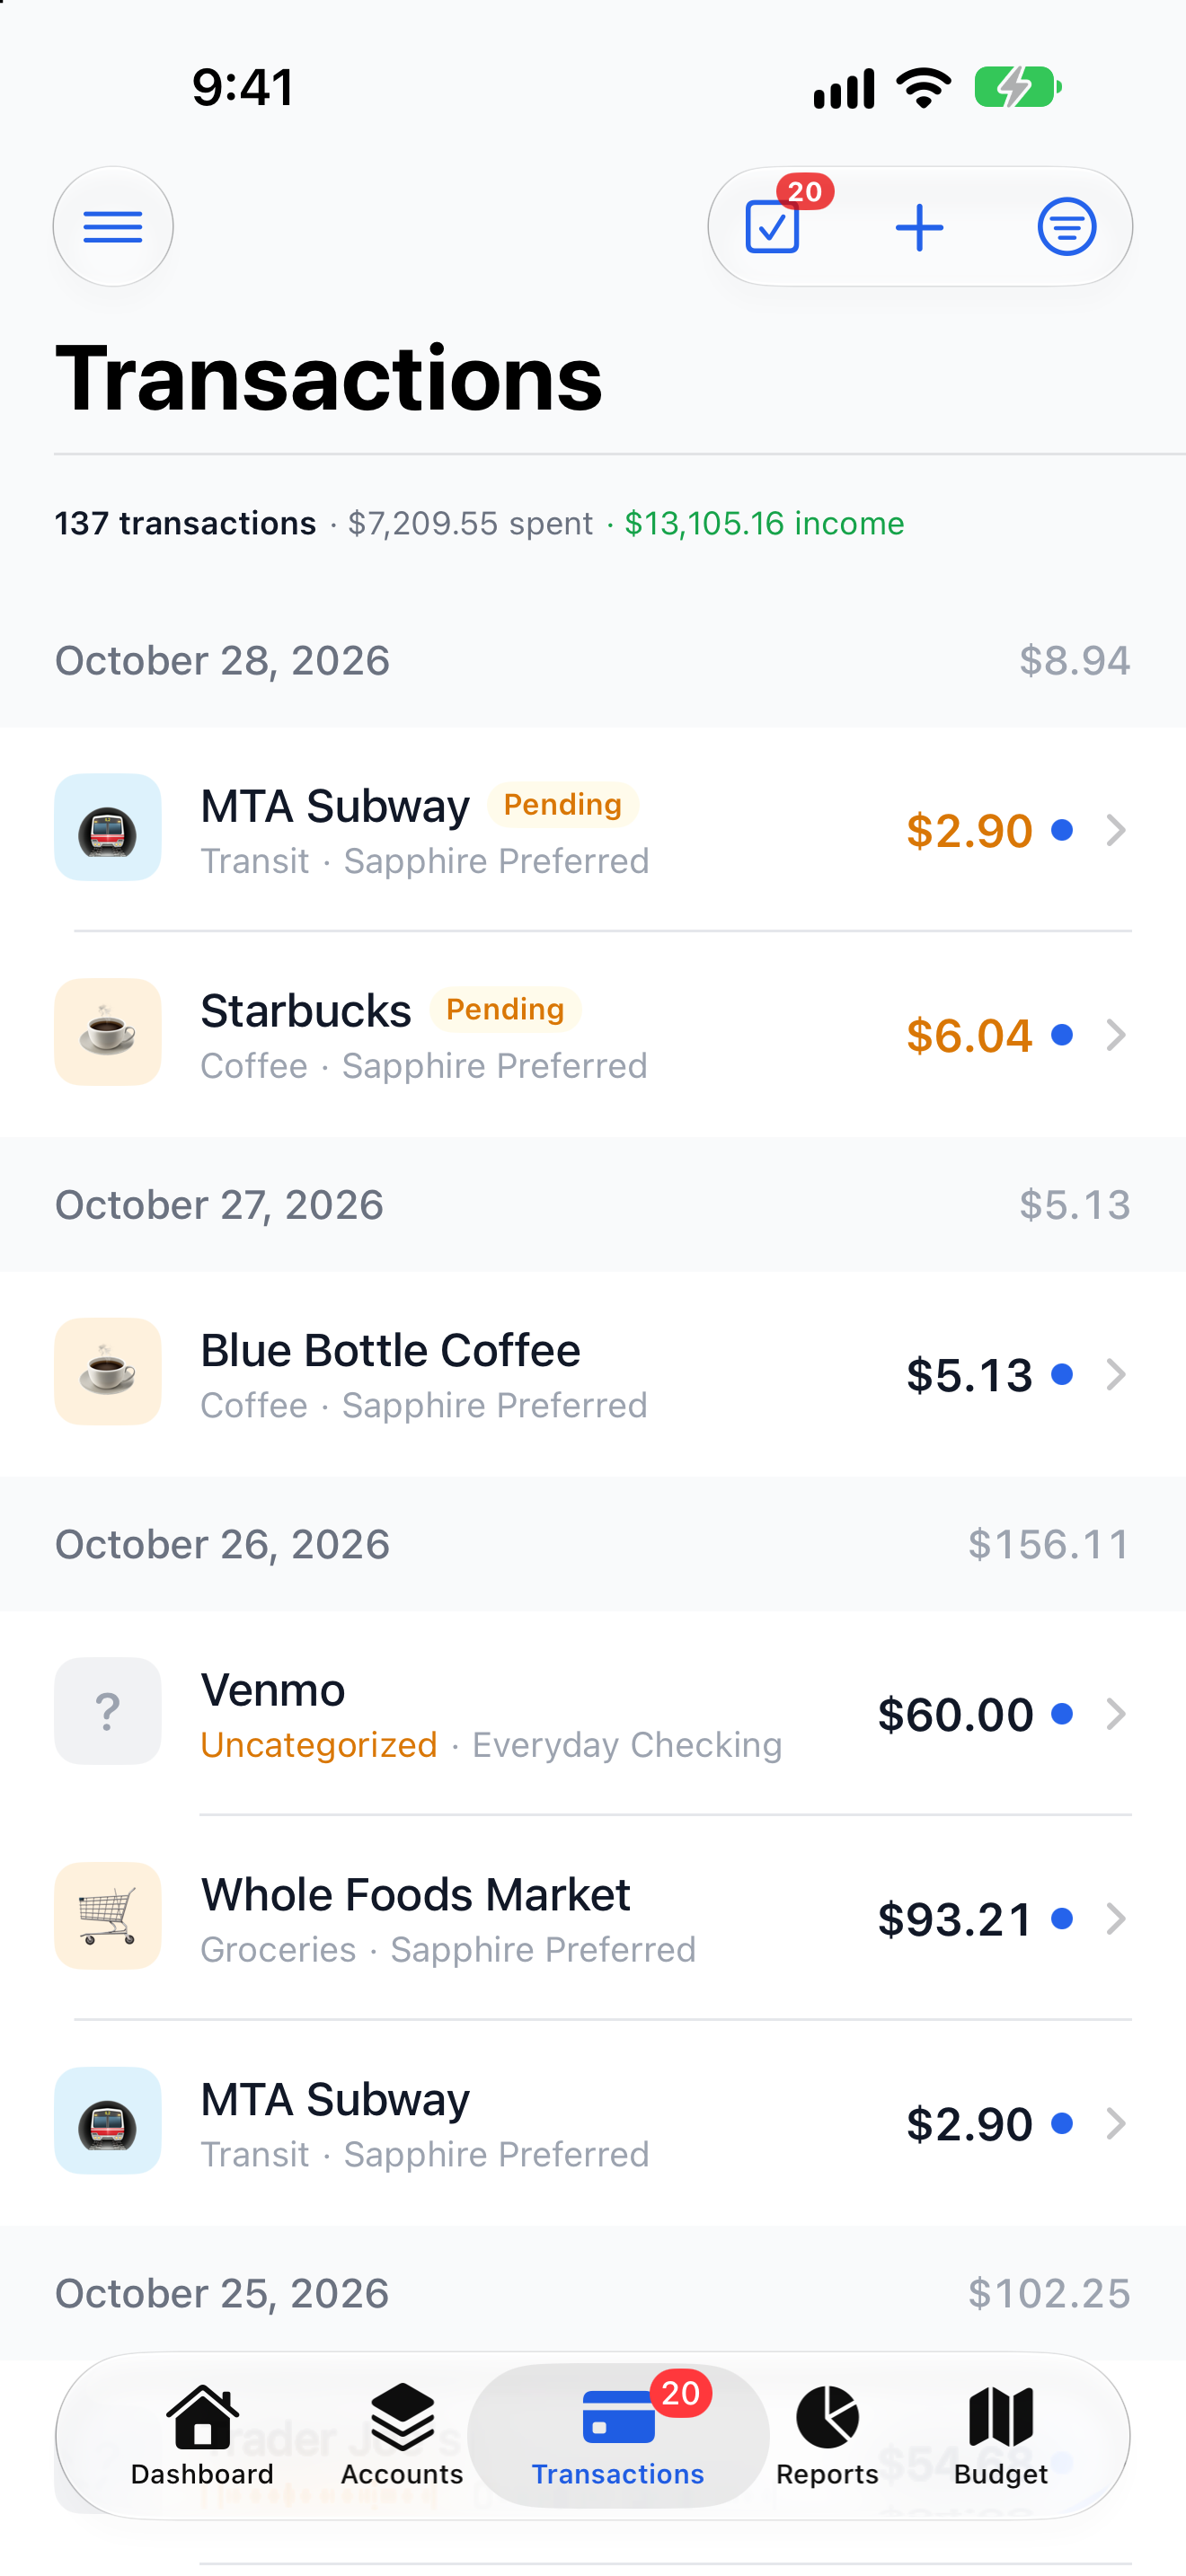 9:41
20
Transactions
137 transactions · $7,209.55 spent · $13,105.16 income
October 28, 2026 $8.94
MTA Subway Pending
Transit · Sapphire Preferred
$2.90
Starbucks Pending
Coffee · Sapphire Preferred
$6.04
October 27, 2026 $5.13
Blue Bottle Coffee
Coffee · Sapphire Preferred
$5.13
October 26, 2026 $156.11
?
Venmo
Uncategorized · Everyday Checking
$60.00
Whole Foods Market
Groceries · Sapphire Preferred
$93.21
MTA Subway
Transit · Sapphire Preferred
$2.90
October 25, 2026 $102.25
20
Dashboard Accounts Transactions Reports Budget